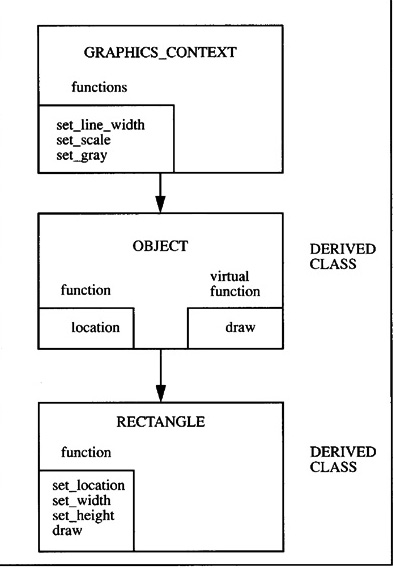 GRAPHICS_CONTEXT
functions
set_line_width
set_scale
set_gray
OBJECT
DERIVED
CLASS
function
virtual
function
location
draw
RECTANGLE
function
DERIVED
CLASS
set_location
set_width
set_height
draw